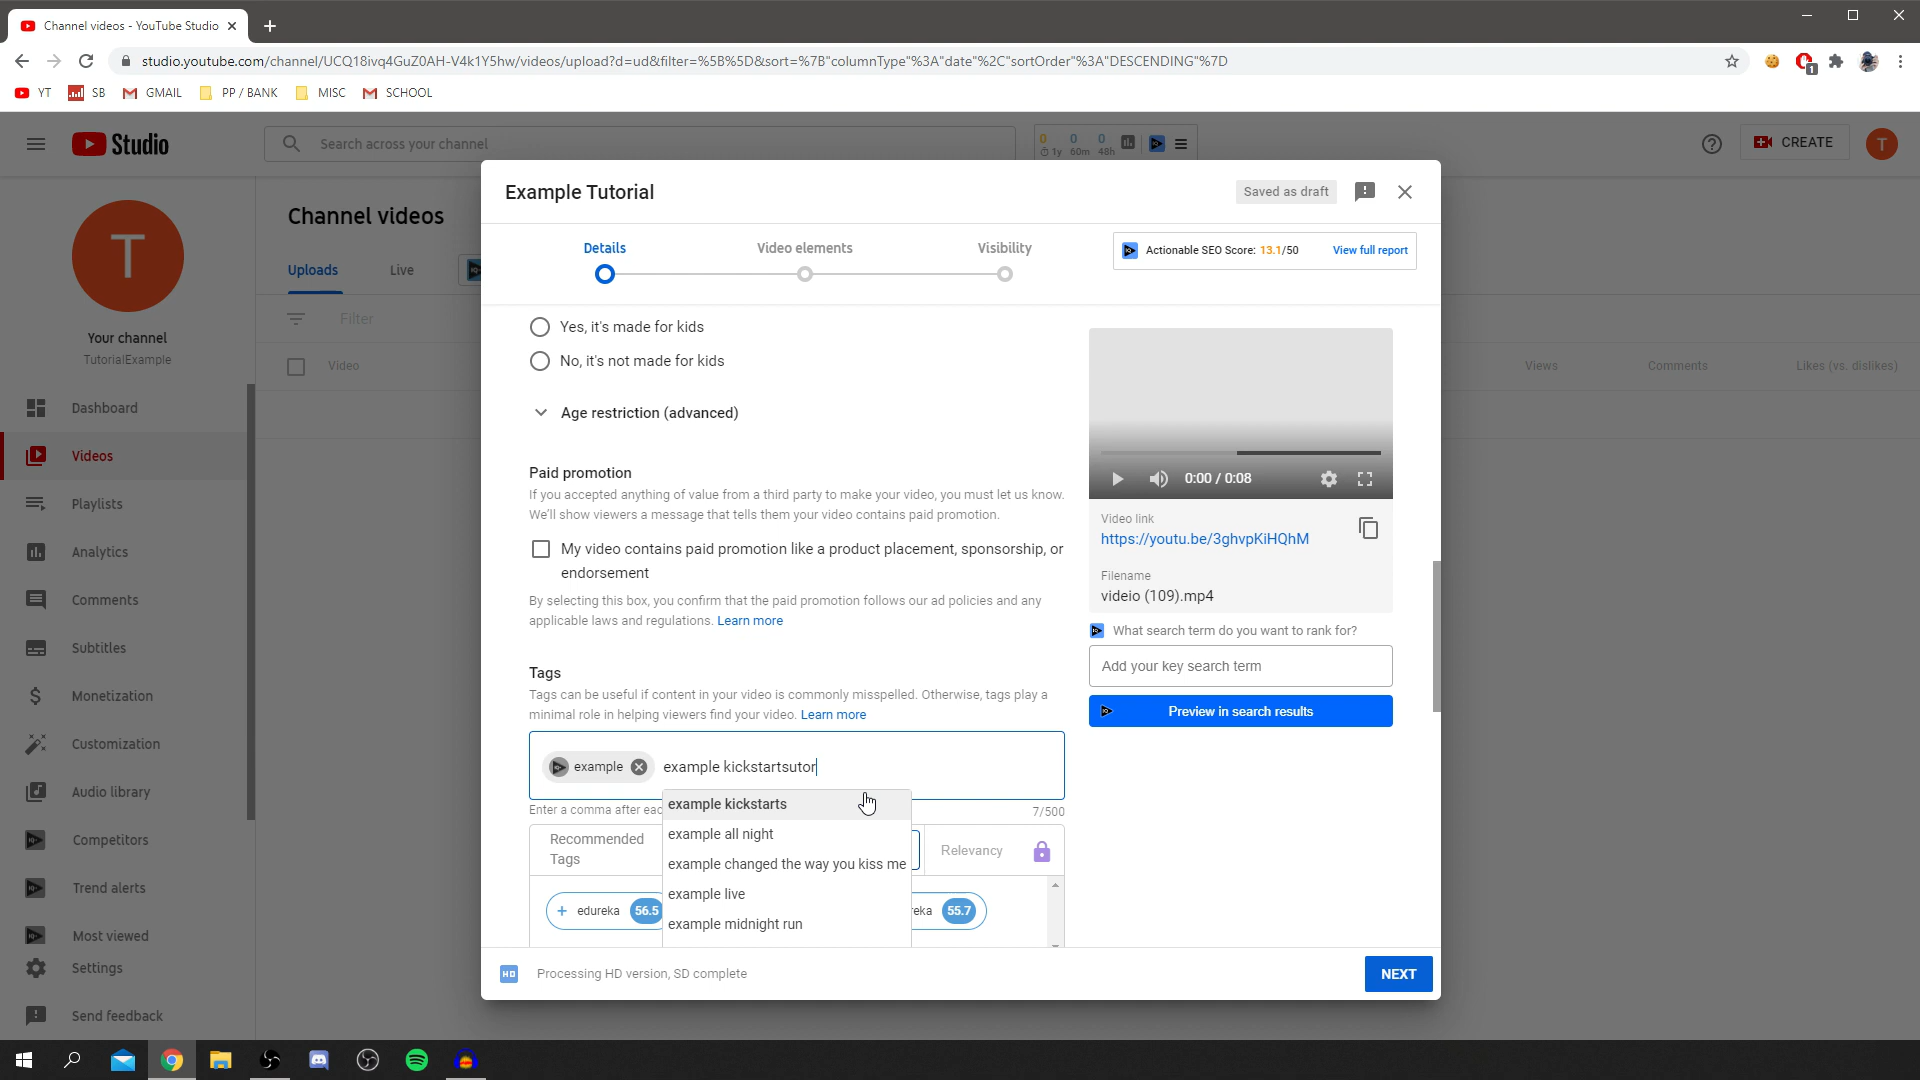 Channel videos - YouTube Studio
studio.youtube.com/channel/UCQ18ivq4GuZ0AH-V4k1Y5hw/videos/upload?d=ud&filter=%5B%5D&sort=%7B"columnType"%3A"date"%2C"sortOrder"%3A"DESCENDING"%7D
1
YT SB GMAIL PP / BANK MISC SCHOOL
Studio
Search across your channel
0 0 0
1y 60m 48h
CREATE
T
T
Your channel
TutorialExample
Dashboard
Videos
Playlists
Analytics
Comments
Subtitles
Monetization
Customization
Audio library
Competitors
Trend alerts
Most viewed
Settings
Send feedback
Channel videos
Uploads Live
Filter
Video Views Comments Likes (vs. dislikes)
Example Tutorial
Saved as draft
Details Video elements Visibility
Actionable SEO Score: 13.1/50 View full report
Yes, it's made for kids
No, it's not made for kids
Age restriction (advanced)
Paid promotion
If you accepted anything of value from a third party to make your video, you must let us know.
We'll show viewers a message that tells them your video contains paid promotion.
My video contains paid promotion like a product placement, sponsorship, or
endorsement
By selecting this box, you confirm that the paid promotion follows our ad policies and any
applicable laws and regulations. Learn more
Tags
Tags can be useful if content in your video is commonly misspelled. Otherwise, tags play a
minimal role in helping viewers find your video. Learn more
example example kickstartsutor
Enter a comma after eac 7/500
example kickstarts
example all night
example changed the way you kiss me
example live
example midnight run
Recommended
Tags
Relevancy
+ edureka 56.5
reka 55.7
0:00 / 0:08
Video link
https://youtu.be/3ghvpKiHQhM
Filename
videio (109).mp4
What search term do you want to rank for?
Add your key search term
Preview in search results
HD Processing HD version, SD complete
NEXT